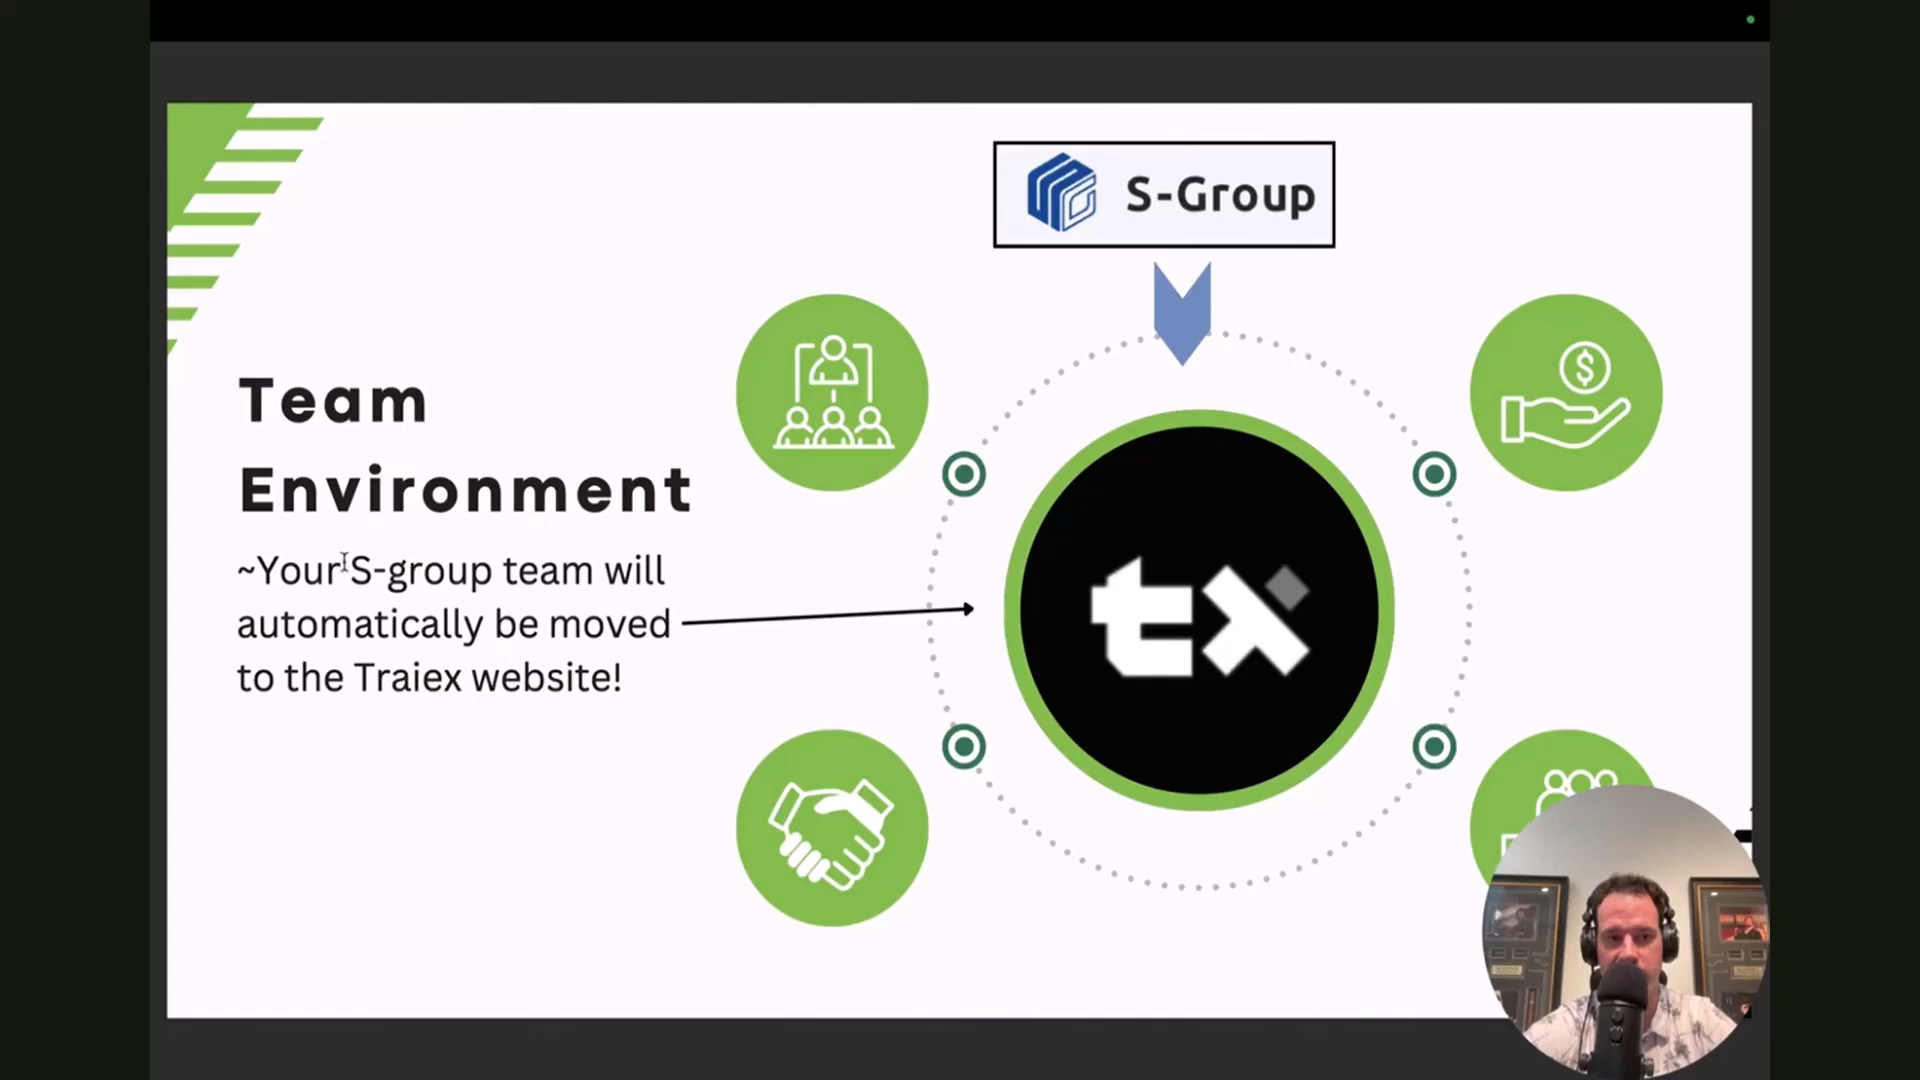 S-Group
Team
Environment
~Your S-group team will
automatically be moved
to the Traiex website!
tx